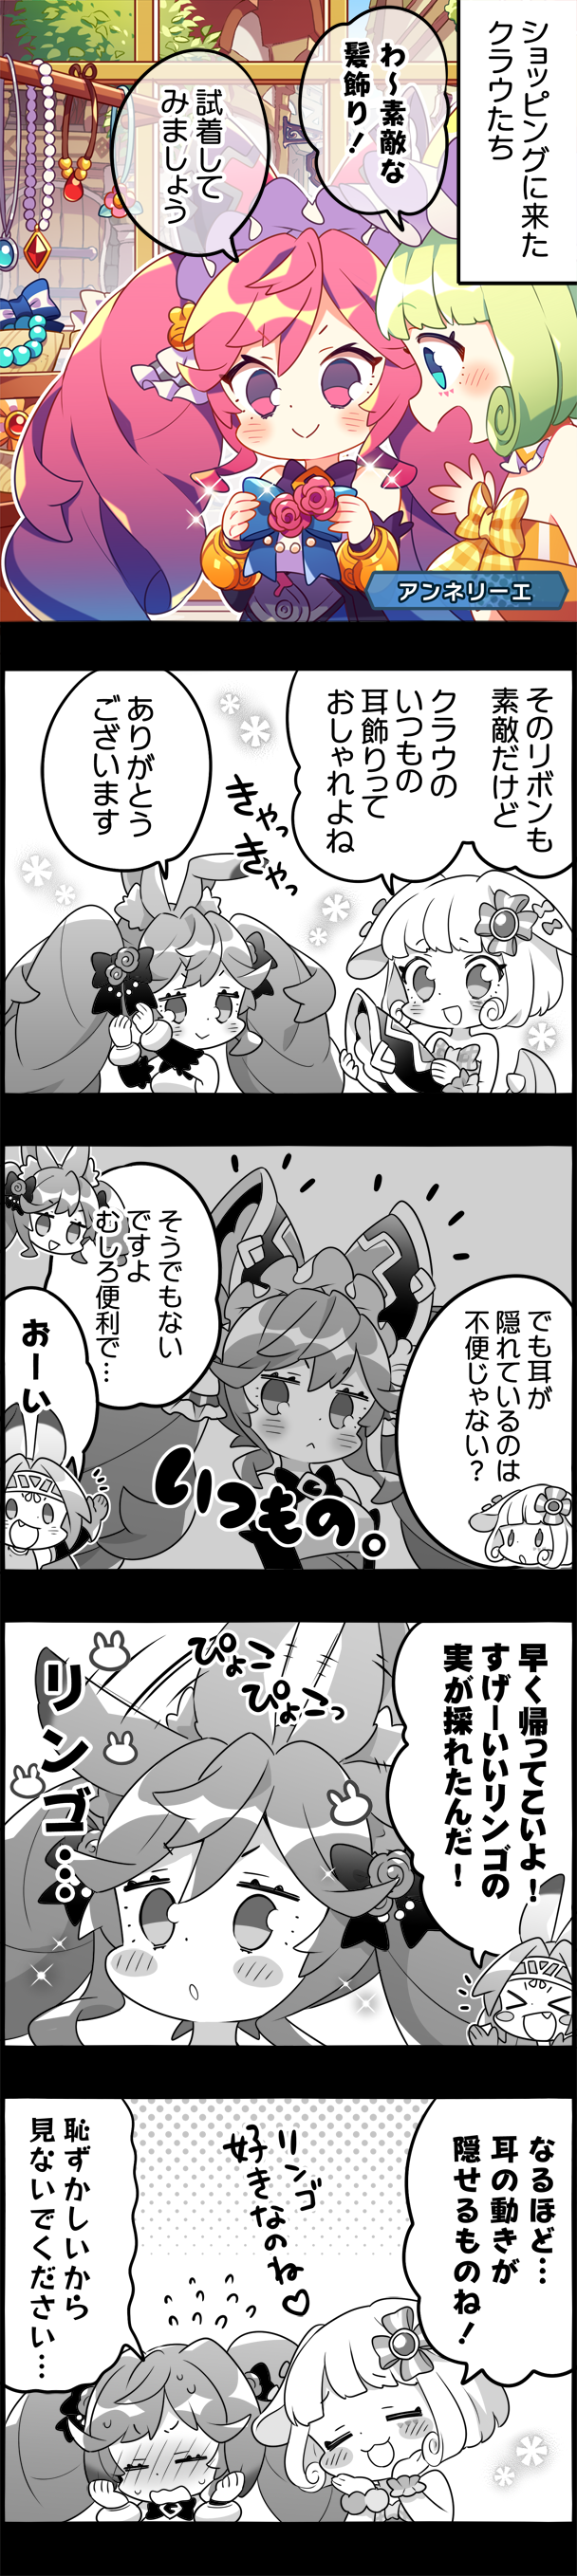 ショッピングに来た
クラウたち
わ～素敵な
髪飾り！
試着して
みましょう
アンネリーエ
そのリボンも
素敵だけど
クラウの
いつもの
耳飾りって
おしゃれよね
ありがとう
ございます
きゃっ
きゃっ
でも耳が
隠れているのは
不便じゃない？
いつもの。
そうでもない
ですよ
むしろ便利で…
おーい
早く帰ってこいよ！
すげーいいリンゴの
実が採れたんだ！
ぴょこ
ぴょこっ
リンゴ…
なるほど…
耳の動きが
隠せるものね！
リンゴ
好きなのね♡
恥ずかしいから
見ないでください…